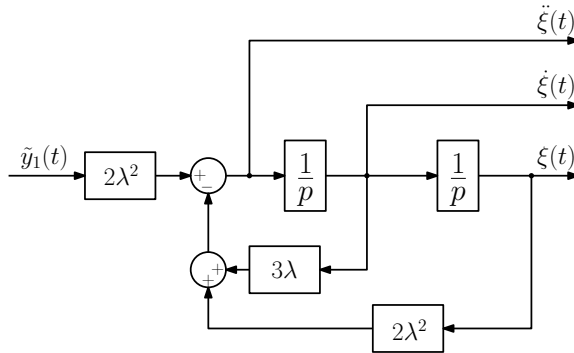 ξ̈(t)
ξ̇(t)
ỹ₁(t)
2λ²
+
−
1/p
1/p
ξ(t)
+
+
3λ
2λ²